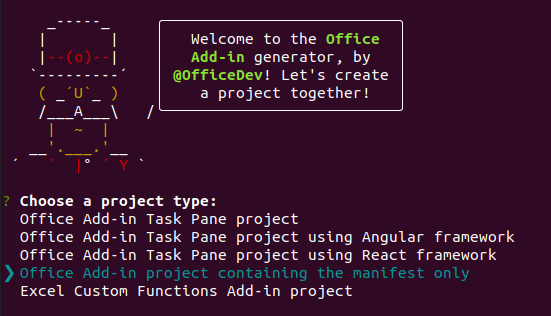 Welcome to the Office
Add-in generator, by
@OfficeDev! Let's create
a project together!
? Choose a project type:
Office Add-in Task Pane project
Office Add-in Task Pane project using Angular framework
Office Add-in Task Pane project using React framework
❯ Office Add-in project containing the manifest only
Excel Custom Functions Add-in project